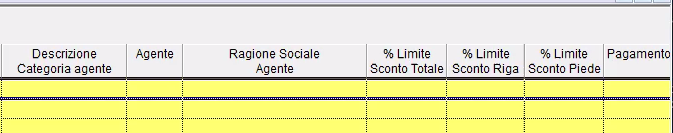 Descrizione Agente Ragione Sociale % Limite % Limite % Limite Pagamento
Categoria agente Agente Sconto Totale Sconto Riga Sconto Piede